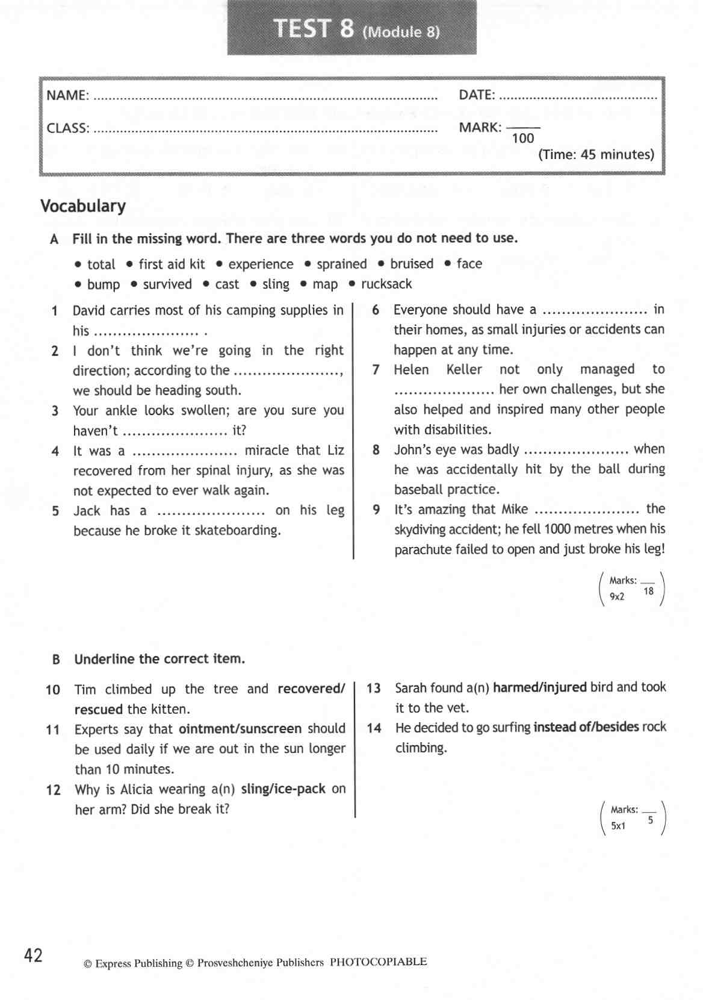 TEST 8 (Module 8)
NAME: ............................................................................................ DATE: ..........................................
CLASS: ............................................................................................ MARK: ____
100
(Time: 45 minutes)
Vocabulary
A Fill in the missing word. There are three words you do not need to use.
• total • first aid kit • experience • sprained • bruised • face
• bump • survived • cast • sling • map • rucksack
1 David carries most of his camping supplies in
his ...................... .
2 I don't think we're going in the right
direction; according to the ......................,
we should be heading south.
3 Your ankle looks swollen; are you sure you
haven't ...................... it?
4 It was a ...................... miracle that Liz
recovered from her spinal injury, as she was
not expected to ever walk again.
5 Jack has a ...................... on his leg
because he broke it skateboarding.
6 Everyone should have a ...................... in
their homes, as small injuries or accidents can
happen at any time.
7 Helen Keller not only managed to
..................... her own challenges, but she
also helped and inspired many other people
with disabilities.
8 John's eye was badly ...................... when
he was accidentally hit by the ball during
baseball practice.
9 It's amazing that Mike ...................... the
skydiving accident; he fell 1000 metres when his
parachute failed to open and just broke his leg!
Marks: __
9x2 18
B Underline the correct item.
10 Tim climbed up the tree and recovered/
rescued the kitten.
11 Experts say that ointment/sunscreen should
be used daily if we are out in the sun longer
than 10 minutes.
12 Why is Alicia wearing a(n) sling/ice-pack on
her arm? Did she break it?
13 Sarah found a(n) harmed/injured bird and took
it to the vet.
14 He decided to go surfing instead of/besides rock
climbing.
Marks: __
5x1 5
42
© Express Publishing © Prosveshcheniye Publishers PHOTOCOPIABLE